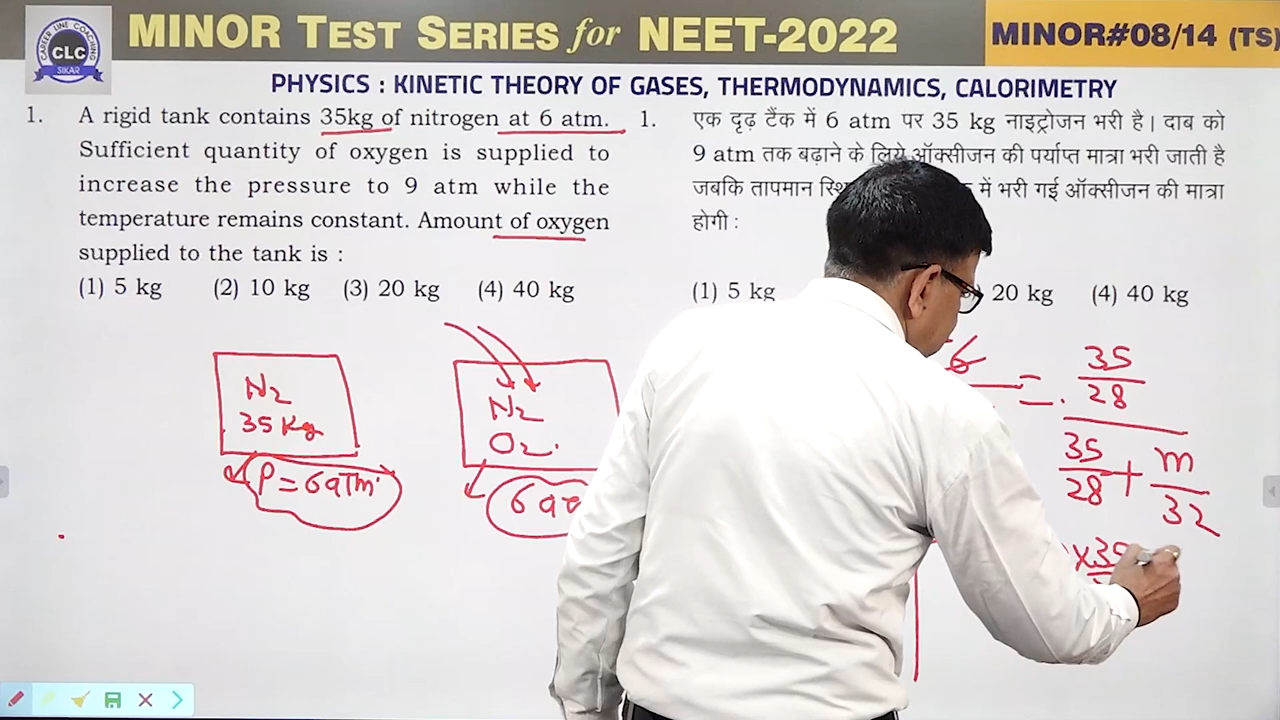 CAREER LINE COACHING
CLC
SIKAR
MINOR TEST SERIES for NEET-2022
MINOR#08/14 (TS)
PHYSICS : KINETIC THEORY OF GASES, THERMODYNAMICS, CALORIMETRY
1. A rigid tank contains 35kg of nitrogen at 6 atm.
Sufficient quantity of oxygen is supplied to
increase the pressure to 9 atm while the
temperature remains constant. Amount of oxygen
supplied to the tank is :
(1) 5 kg (2) 10 kg (3) 20 kg (4) 40 kg
1. एक दृढ़ टैंक में 6 atm पर 35 kg नाइट्रोजन भरी है। दाब को
9 atm तक बढ़ाने के लिये ऑक्सीजन की पर्याप्त मात्रा भरी जाती है
जबकि तापमान में भरी गई ऑक्सीजन की मात्रा
होगी :
(1) 5 kg 20 kg (4) 40 kg
N2
35 Kg
P = 6 atm
N2
O2
6
6 = 35
28
35 + m
28 32
x 35